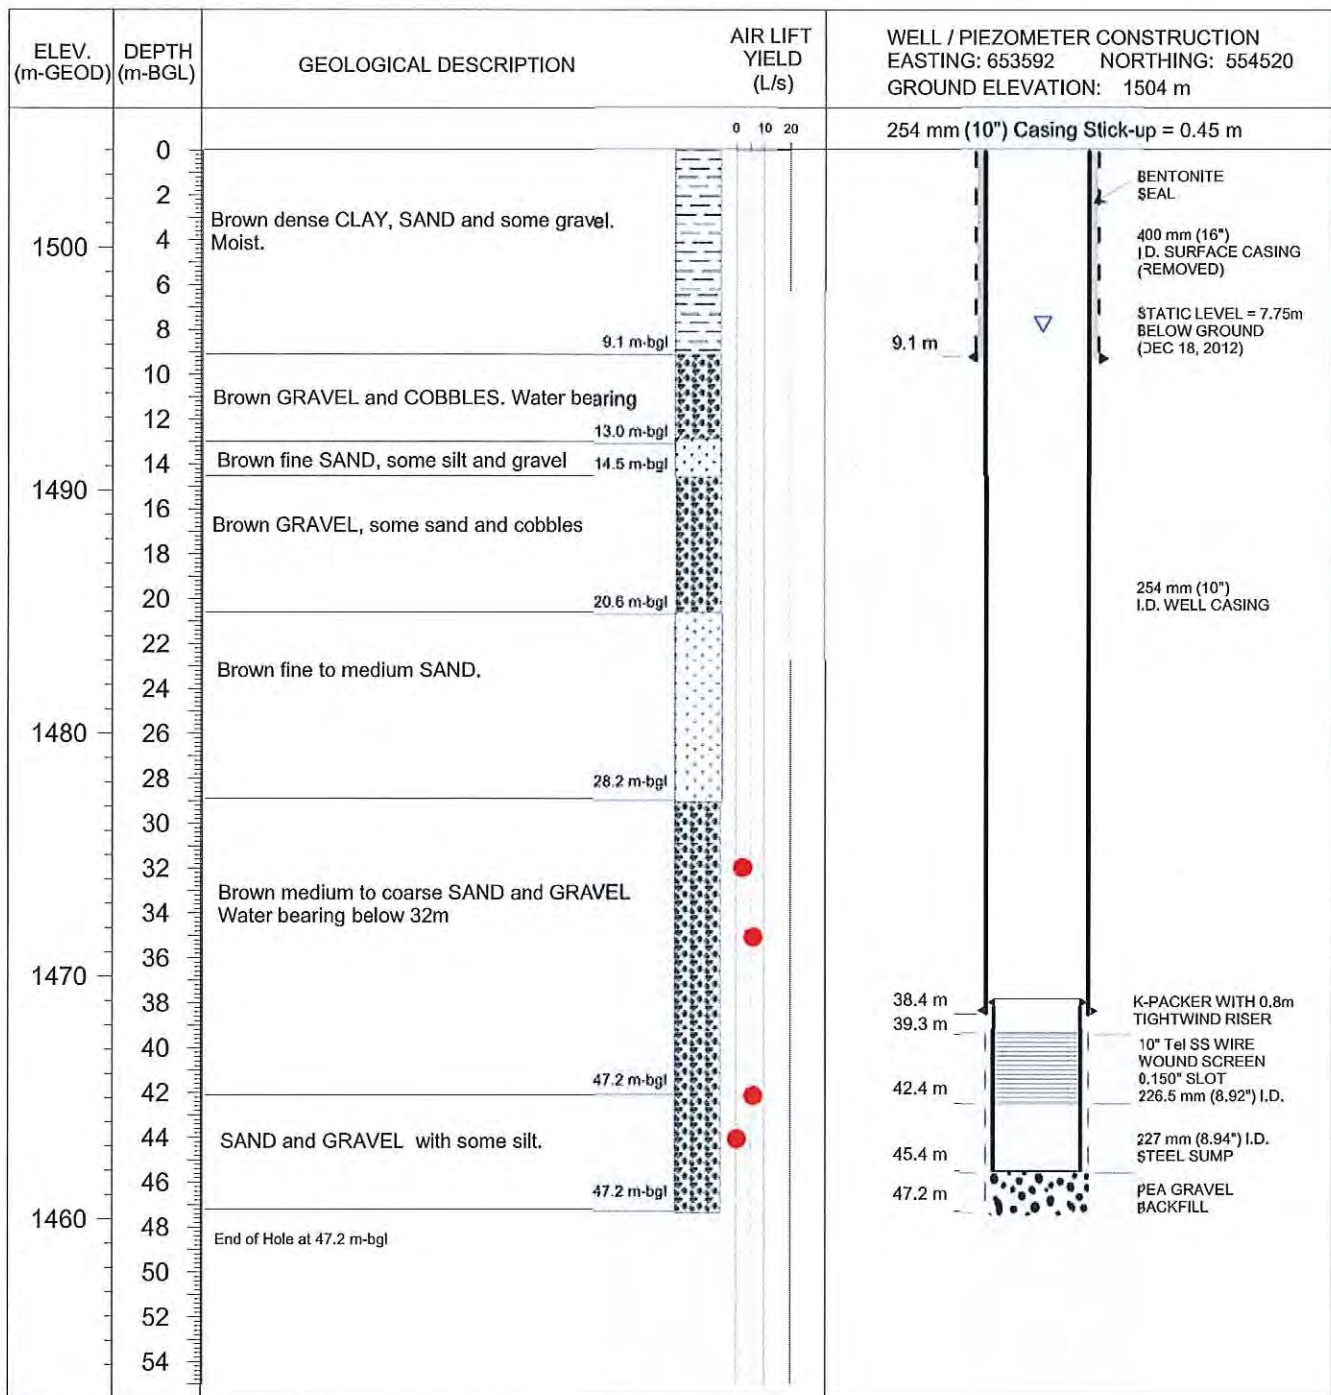 ELEV.
(m-GEOD)
DEPTH
(m-BGL)
GEOLOGICAL DESCRIPTION
AIR LIFT
YIELD
(L/s)
WELL / PIEZOMETER CONSTRUCTION
EASTING: 653592 NORTHING: 554520
GROUND ELEVATION: 1504 m
0 10 20
254 mm (10") Casing Stick-up = 0.45 m
1500
1490
1480
1470
1460
0
2
4
6
8
10
12
14
16
18
20
22
24
26
28
30
32
34
36
38
40
42
44
46
48
50
52
54
Brown dense CLAY, SAND and some gravel.
Moist.
9.1 m-bgl
Brown GRAVEL and COBBLES. Water bearing
13.0 m-bgl
Brown fine SAND, some silt and gravel
14.5 m-bgl
Brown GRAVEL, some sand and cobbles
20.6 m-bgl
Brown fine to medium SAND.
28.2 m-bgl
Brown medium to coarse SAND and GRAVEL
Water bearing below 32m
47.2 m-bgl
SAND and GRAVEL with some silt.
47.2 m-bgl
End of Hole at 47.2 m-bgl
9.1 m
38.4 m
39.3 m
42.4 m
45.4 m
47.2 m
BENTONITE
SEAL
400 mm (16")
I.D. SURFACE CASING
(REMOVED)
STATIC LEVEL = 7.75m
BELOW GROUND
(DEC 18, 2012)
254 mm (10")
I.D. WELL CASING
K-PACKER WITH 0.8m
TIGHTWIND RISER
10" Tel SS WIRE
WOUND SCREEN
0.150" SLOT
226.5 mm (8.92") I.D.
227 mm (8.94") I.D.
STEEL SUMP
PEA GRAVEL
BACKFILL